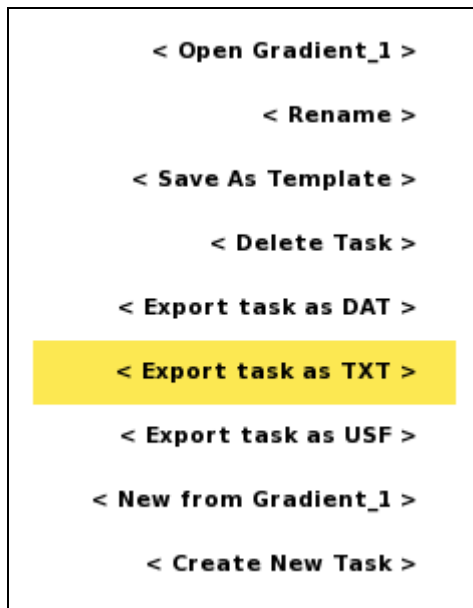 < Open Gradient_1 >
< Rename >
< Save As Template >
< Delete Task >
< Export task as DAT >
< Export task as TXT >
< Export task as USF >
< New from Gradient_1 >
< Create New Task >